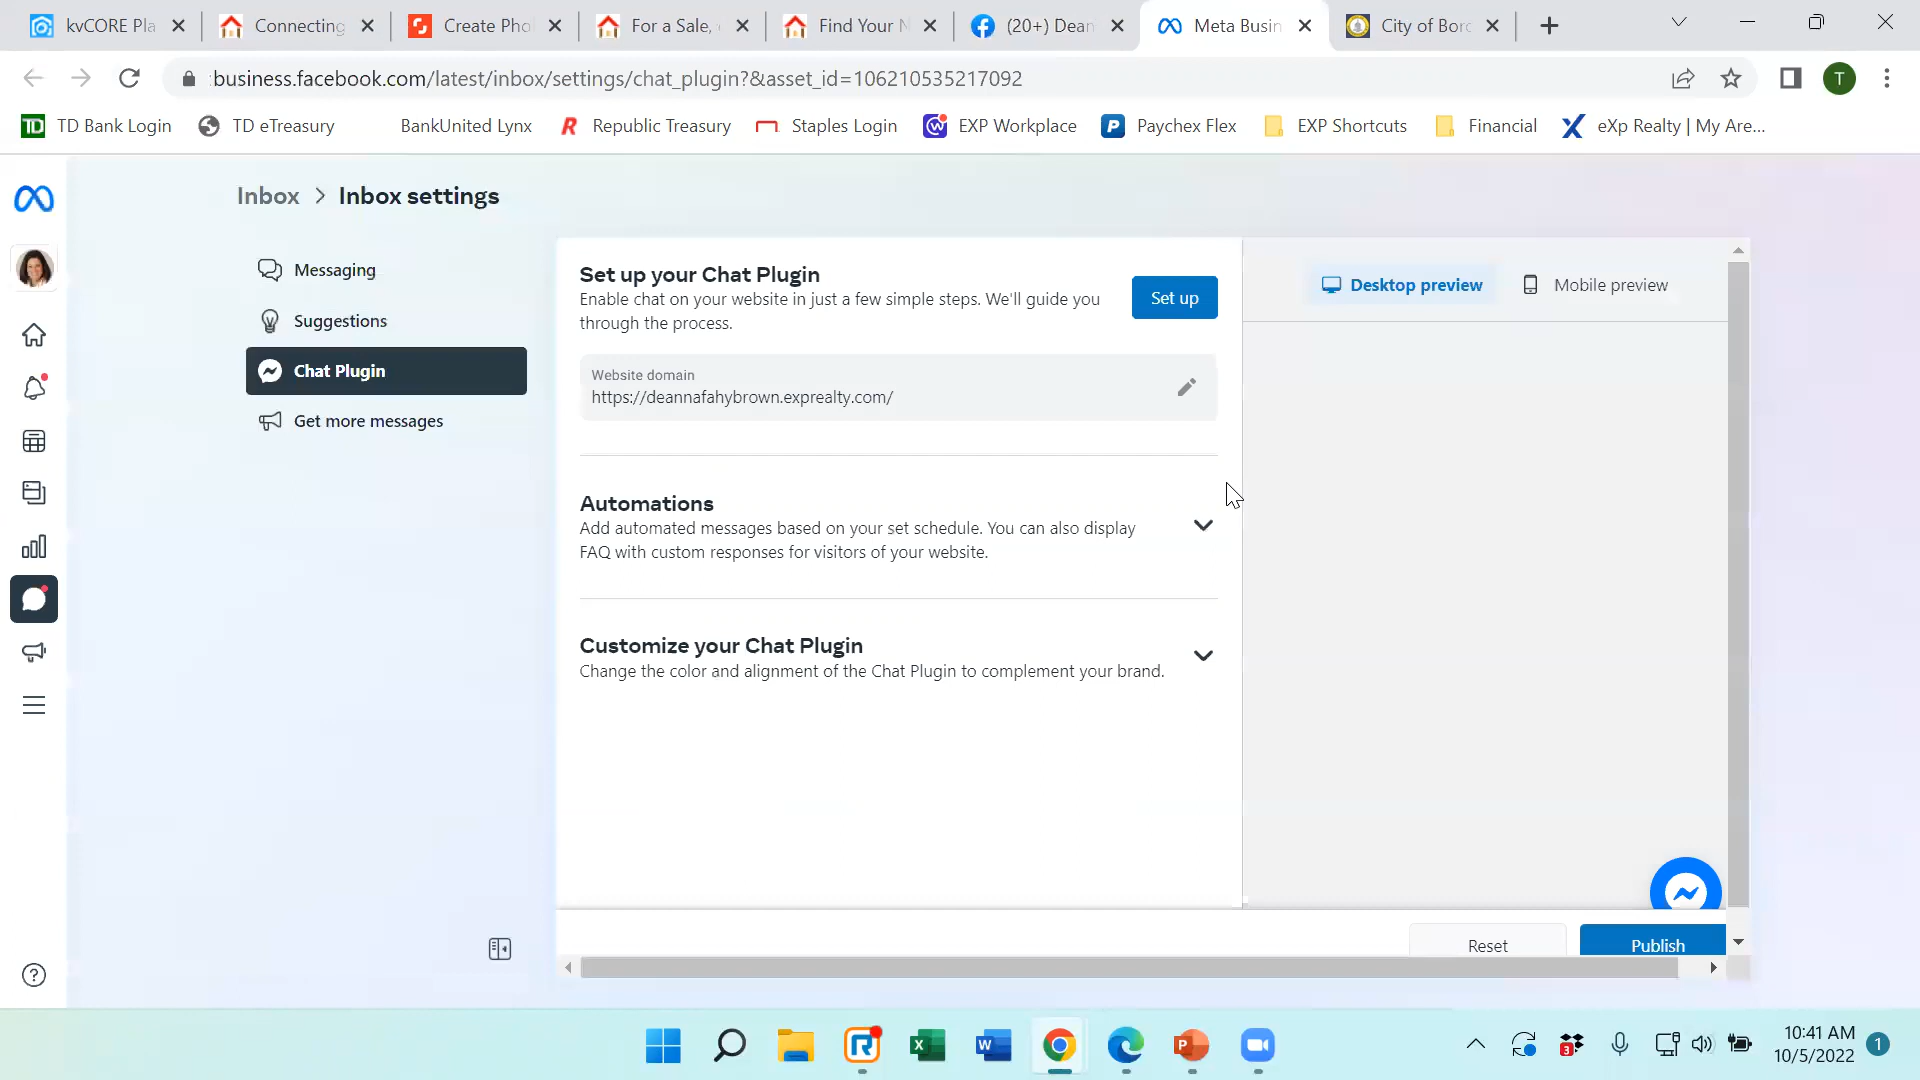 kvCORE Pla
Connecting
Create Pho
For a Sale,
Find Your N
(20+) Dean
Meta Busin
City of Bor
business.facebook.com/latest/inbox/settings/chat_plugin?&asset_id=106210535217092
T
TD Bank Login
TD eTreasury
BankUnited Lynx
Republic Treasury
Staples Login
EXP Workplace
Paychex Flex
EXP Shortcuts
Financial
eXp Realty | My Are...
Inbox > Inbox settings
Messaging
Suggestions
Chat Plugin
Get more messages
Set up your Chat Plugin
Enable chat on your website in just a few simple steps. We'll guide you
through the process.
Set up
Website domain
https://deannafahybrown.exprealty.com/
Automations
Add automated messages based on your set schedule. You can also display
FAQ with custom responses for visitors of your website.
Customize your Chat Plugin
Change the color and alignment of the Chat Plugin to complement your brand.
Desktop preview
Mobile preview
Reset
Publish
3
10:41 AM
10/5/2022
1